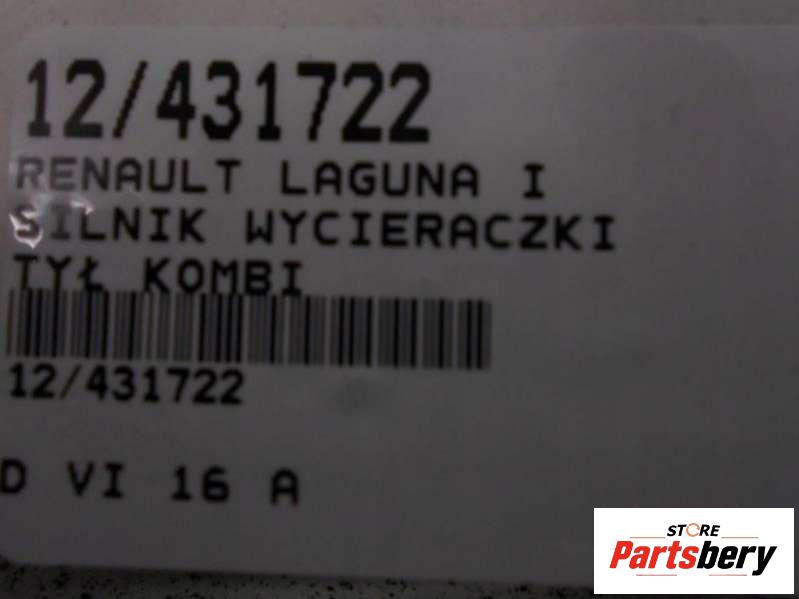 12/431722
RENAULT LAGUNA I
SILNIK WYCIERACZKI
TYŁ KOMBI
12/431722
D VI 16 A
STORE
Partsbery